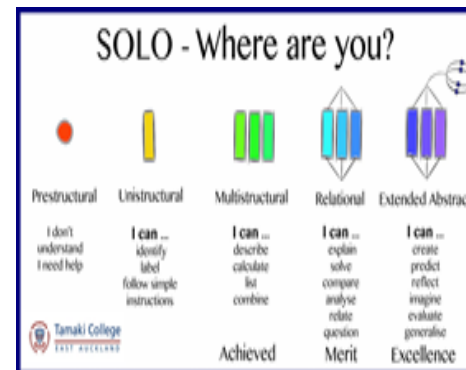 SOLO - Where are you?
Prestructural
I don't
understand
I need help
Unistructural
I can ...
identify
label
follow simple
instructions
Multistructural
I can ...
describe
calculate
list
combine
Achieved
Relational
I can ...
explain
solve
compare
analyse
relate
question
Merit
Extended Abstrac
I can ...
create
predict
reflect
imagine
evaluate
generalise
Excellence
Tamaki College
EAST AUCKLAND